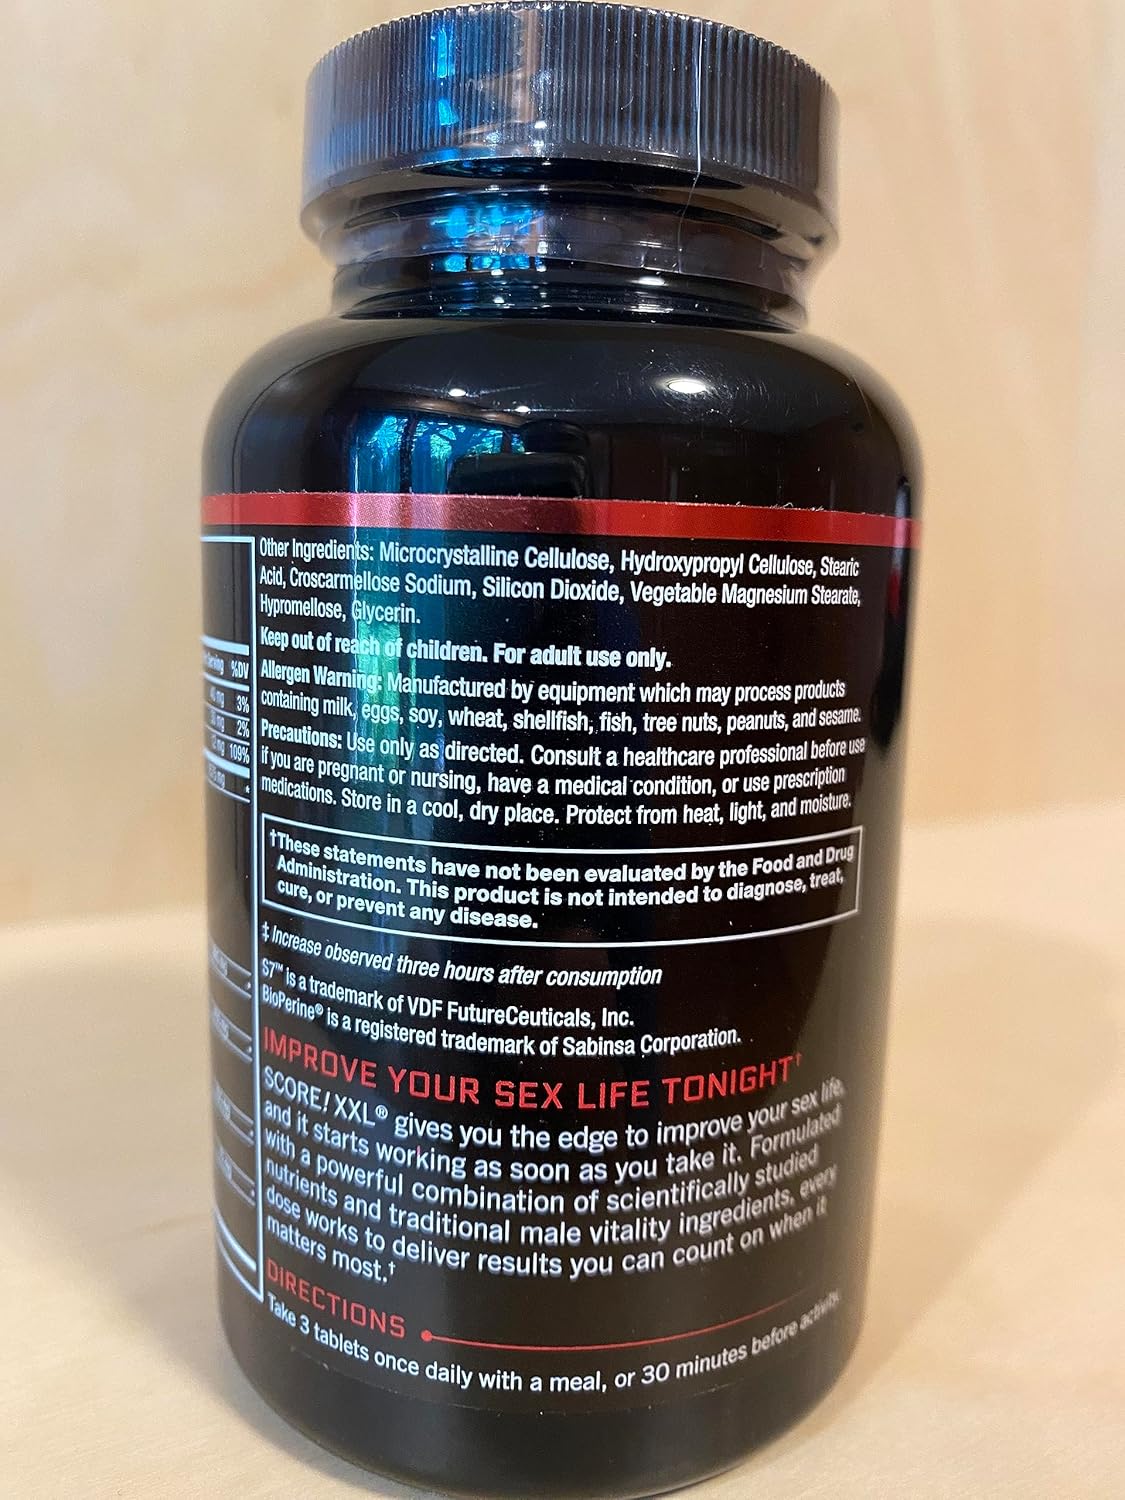 Other Ingredients: Microcrystalline Cellulose, Hydroxypropyl Cellulose, Stearic
Acid, Croscarmellose Sodium, Silicon Dioxide, Vegetable Magnesium Stearate,
Hypromellose, Glycerin.
Keep out of reach of children. For adult use only.
Allergen Warning: Manufactured by equipment which may process products
containing milk, eggs, soy, wheat, shellfish, fish, tree nuts, peanuts, and sesame.
Precautions: Use only as directed. Consult a healthcare professional before use
if you are pregnant or nursing, have a medical condition, or use prescription
medications. Store in a cool, dry place. Protect from heat, light, and moisture.
†These statements have not been evaluated by the Food and Drug
Administration. This product is not intended to diagnose, treat,
cure, or prevent any disease.
‡ Increase observed three hours after consumption
S7™ is a trademark of VDF FutureCeuticals, Inc.
BioPerine® is a registered trademark of Sabinsa Corporation.
IMPROVE YOUR SEX LIFE TONIGHT†
SCORE! XXL® gives you the edge to improve your sex life,
and it starts working as soon as you take it. Formulated
with a powerful combination of scientifically studied
nutrients and traditional male vitality ingredients, every
dose works to deliver results you can count on when it
matters most.†
DIRECTIONS
Take 3 tablets once daily with a meal, or 30 minutes before activity.
%DV
mg 3%
mg 2%
mg 109%
mg *